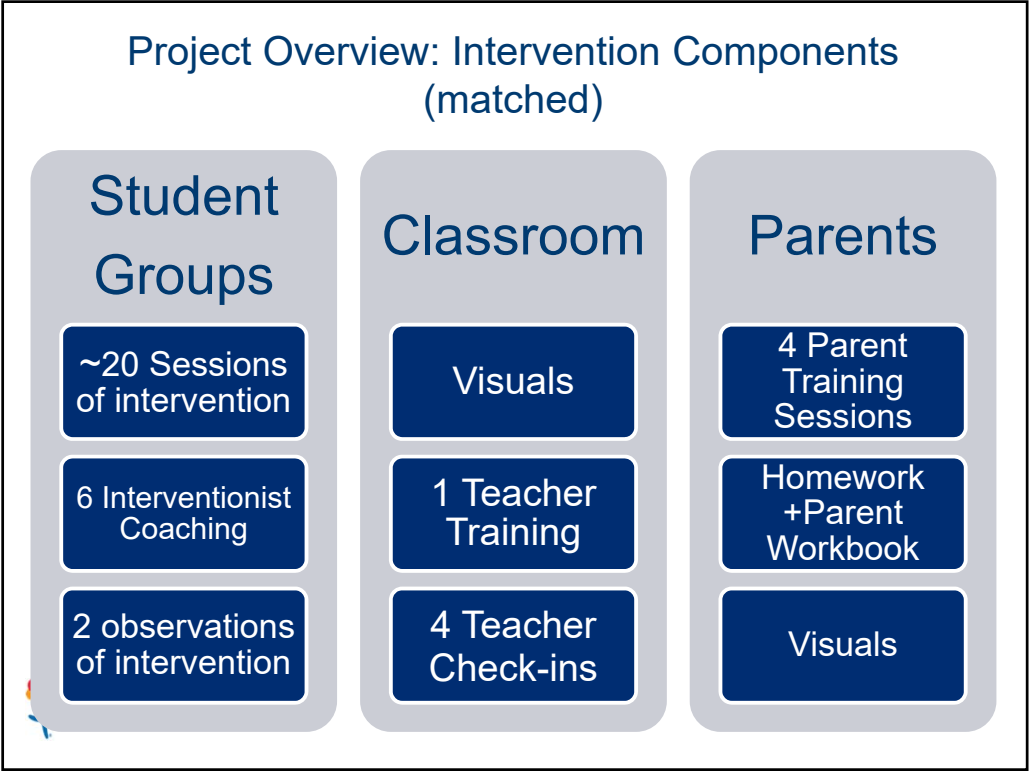 Project Overview: Intervention Components
(matched)
Student
Groups
~20 Sessions
of intervention
6 Interventionist
Coaching
2 observations
of intervention
Classroom
Visuals
1 Teacher
Training
4 Teacher
Check-ins
Parents
4 Parent
Training
Sessions
Homework
+Parent
Workbook
Visuals